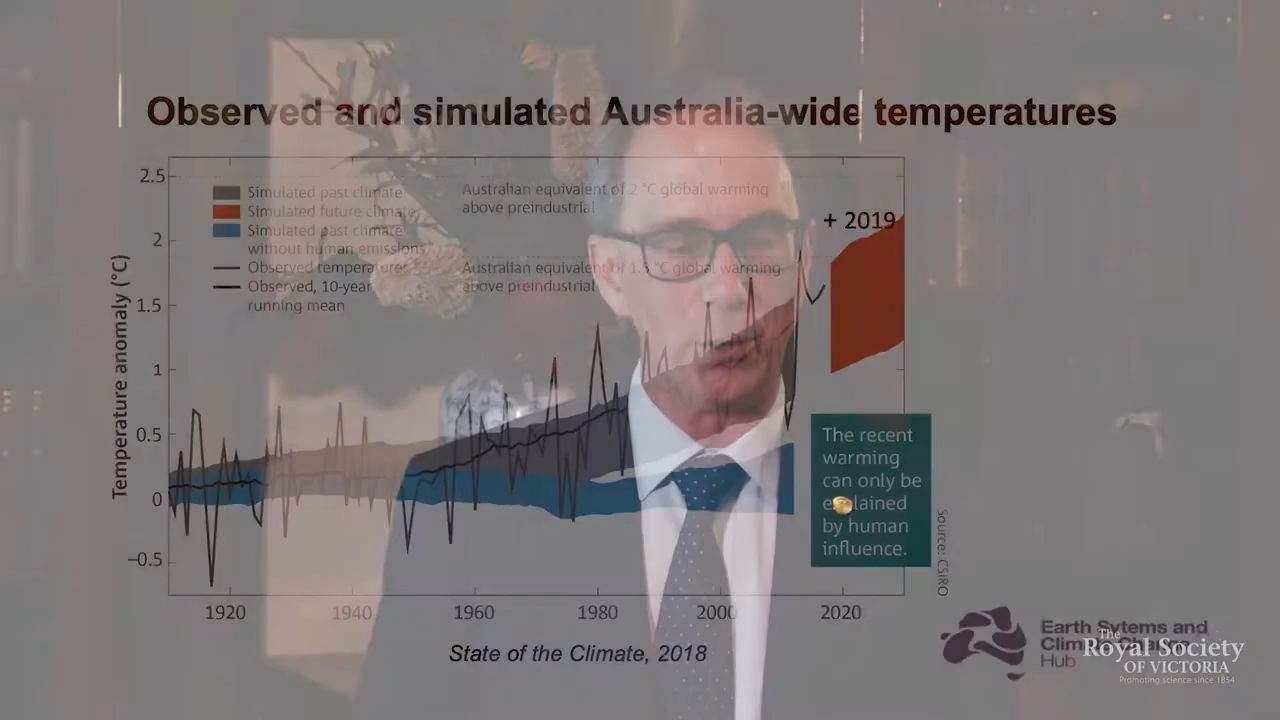 Observed and simulated Australia-wide temperatures
2.5
2
1.5
1
0.5
0
−0.5
Temperature anomaly (°C)
Simulated past climate
Simulated future climate
Simulated past climate
without human emissions
Observed temperatures
Observed, 10-year
running mean
Australian equivalent of 2 °C global warming
above preindustrial
Australian equivalent of 1.5 °C global warming
above preindustrial
+ 2019
The recent
warming
can only be
explained
by human
influence.
Source: CSIRO
1920 1940 1960 1980 2000 2020
State of the Climate, 2018
Earth Sytems and
Climate Change
Hub
The
Royal Society
OF VICTORIA
Promoting science since 1854